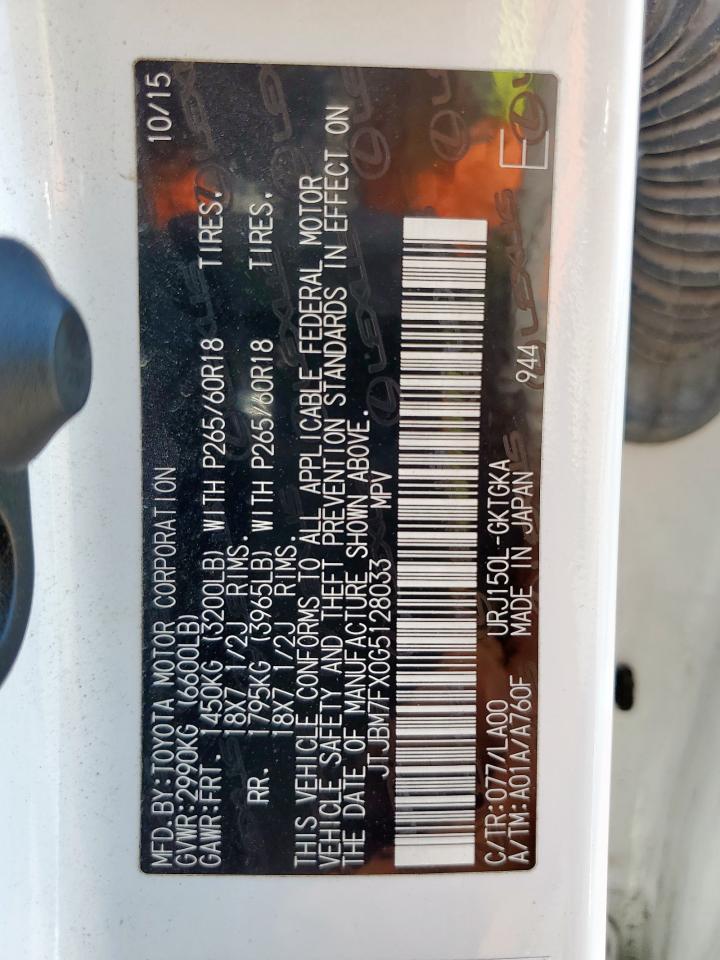 MFD.BY:TOYOTA MOTOR CORPORATION 10/15
GVWR:2990KG (6600LB)
GAWR:FRT. 1450KG (3200LB) WITH P265/60R18 TIRES.
18X7 1/2J RIMS.
RR. 1795KG (3965LB) WITH P265/60R18 TIRES.
18X7 1/2J RIMS.
THIS VEHICLE CONFORMS TO ALL APPLICABLE FEDERAL MOTOR
VEHICLE SAFETY AND THEFT PREVENTION STANDARDS IN EFFECT ON
THE DATE OF MANUFACTURE SHOWN ABOVE.
JTJBM7FX0G5128033 MPV
C/TR:077/LA00 URJ150L-GKTGKA
A/TM:A01A/A760F MADE IN JAPAN 944
LEXUS